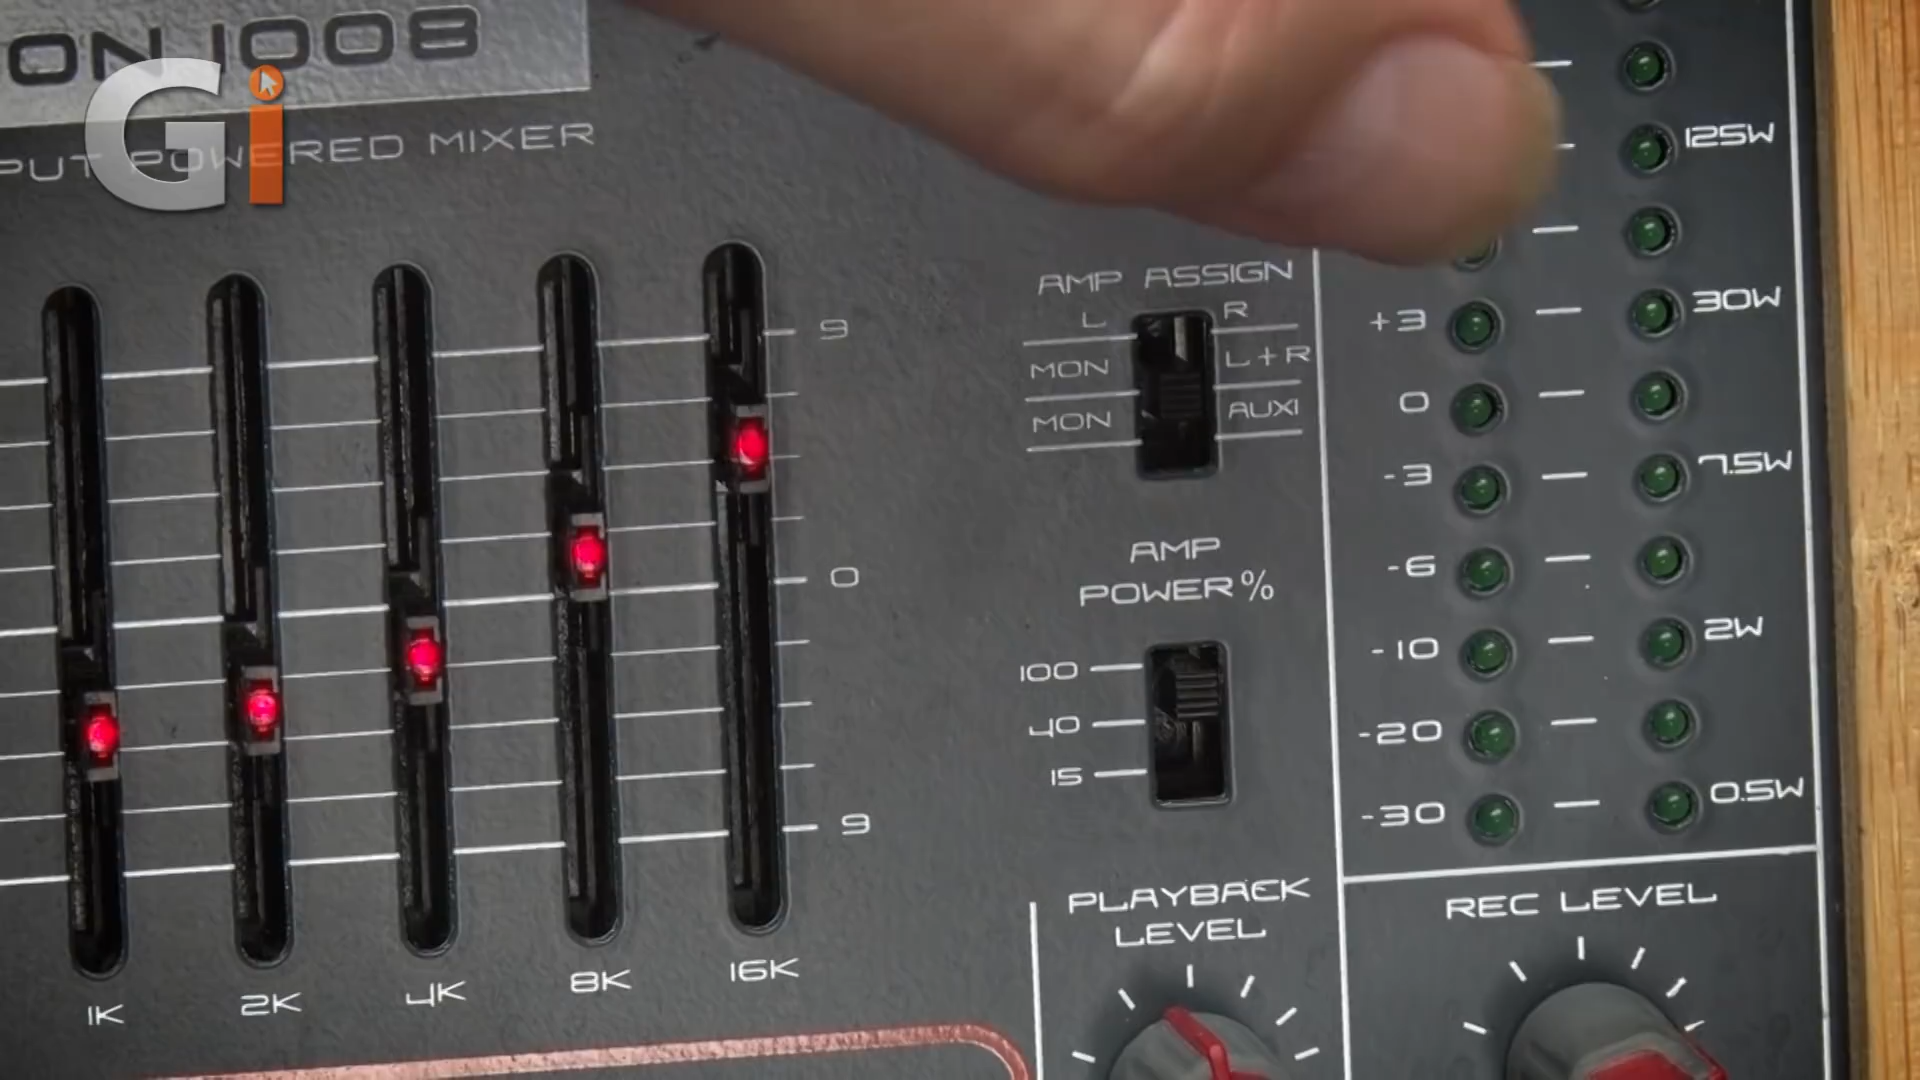 ON 1008
Gi
PUT POWERED MIXER
9
0
9
1K
2K
4K
8K
16K
AMP ASSIGN
L R
MON L+R
MON AUX1
AMP
POWER %
100
40
15
PLAYBACK
LEVEL
+3
0
-3
-6
-10
-20
-30
125W
30W
7.5W
2W
0.5W
REC LEVEL